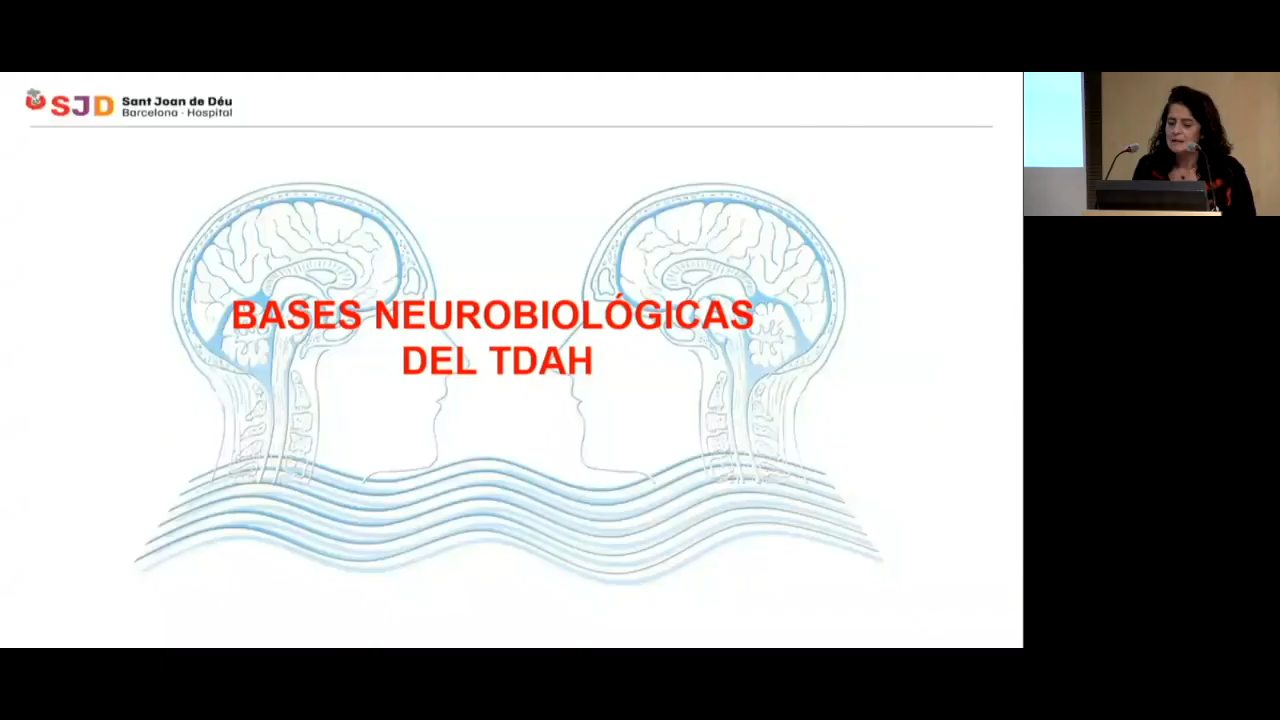 SJD Sant Joan de Déu
Barcelona · Hospital
BASES NEUROBIOLÓGICAS
DEL TDAH